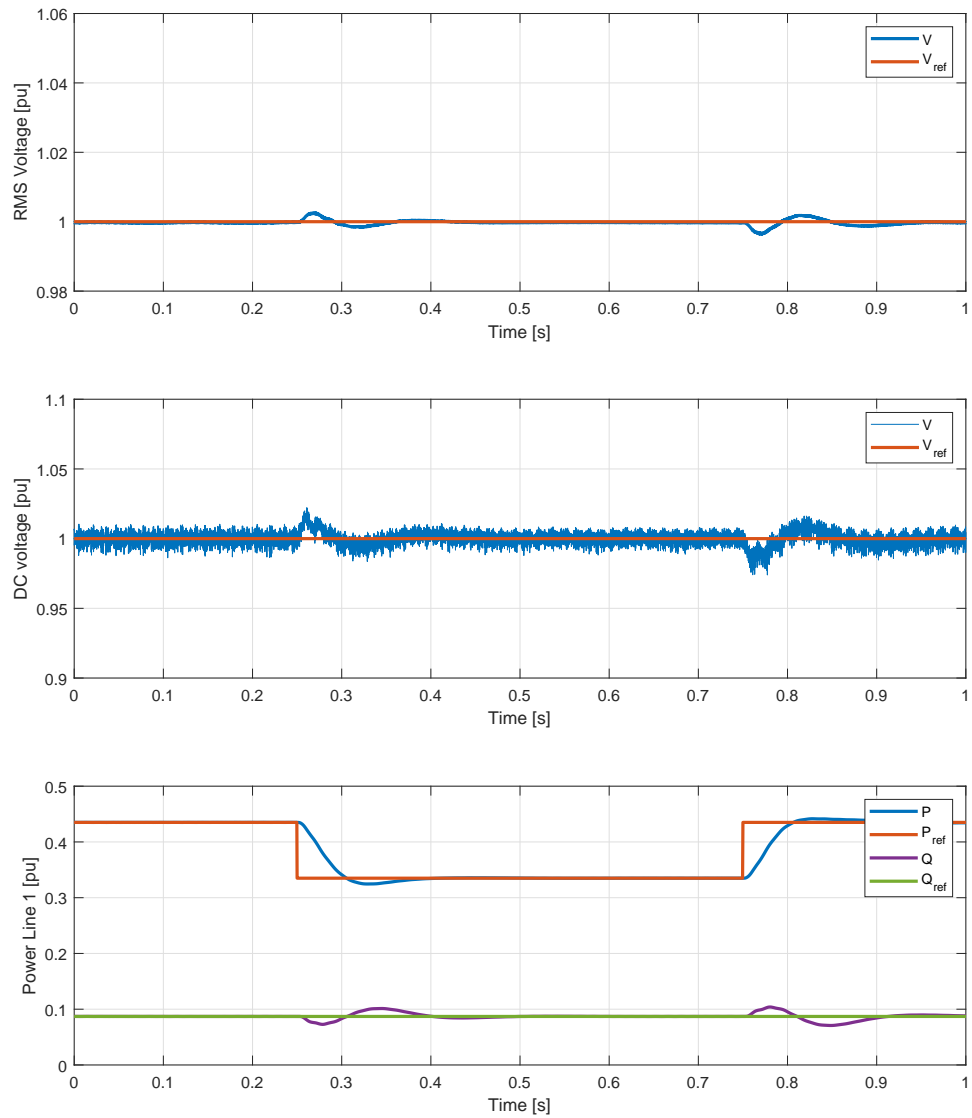 1.06
1.04
1.02
1
0.98
RMS Voltage [pu]
V
V_ref
0 0.1 0.2 0.3 0.4 0.5 0.6 0.7 0.8 0.9 1
Time [s]
1.1
1.05
1
0.95
0.9
DC voltage [pu]
V
V_ref
0 0.1 0.2 0.3 0.4 0.5 0.6 0.7 0.8 0.9 1
Time [s]
0.5
0.4
0.3
0.2
0.1
0
Power Line 1 [pu]
P
P_ref
Q
Q_ref
0 0.1 0.2 0.3 0.4 0.5 0.6 0.7 0.8 0.9 1
Time [s]